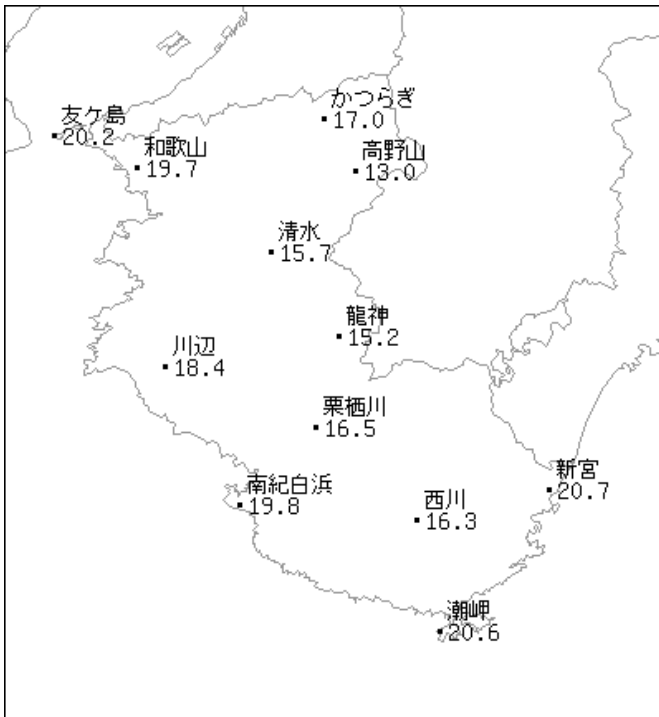 かつらぎ
17.0
友ケ島
20.2
和歌山
19.7
高野山
13.0
清水
15.7
龍神
15.2
川辺
18.4
栗栖川
16.5
新宮
20.7
南紀白浜
19.8
西川
16.3
潮岬
20.6